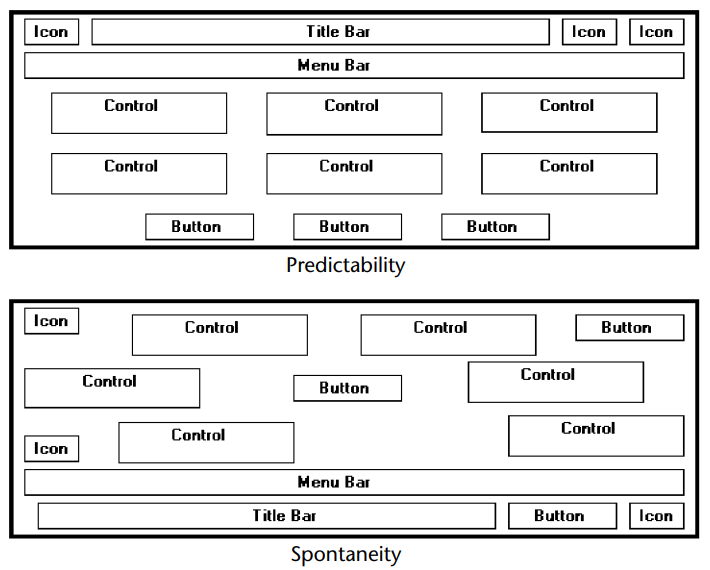 Icon Title Bar Icon Icon
Menu Bar
Control Control Control
Control Control Control
Button Button Button
Predictability
Icon Control Control Button
Control Button Control
Icon Control Control
Menu Bar
Title Bar Button Icon
Spontaneity